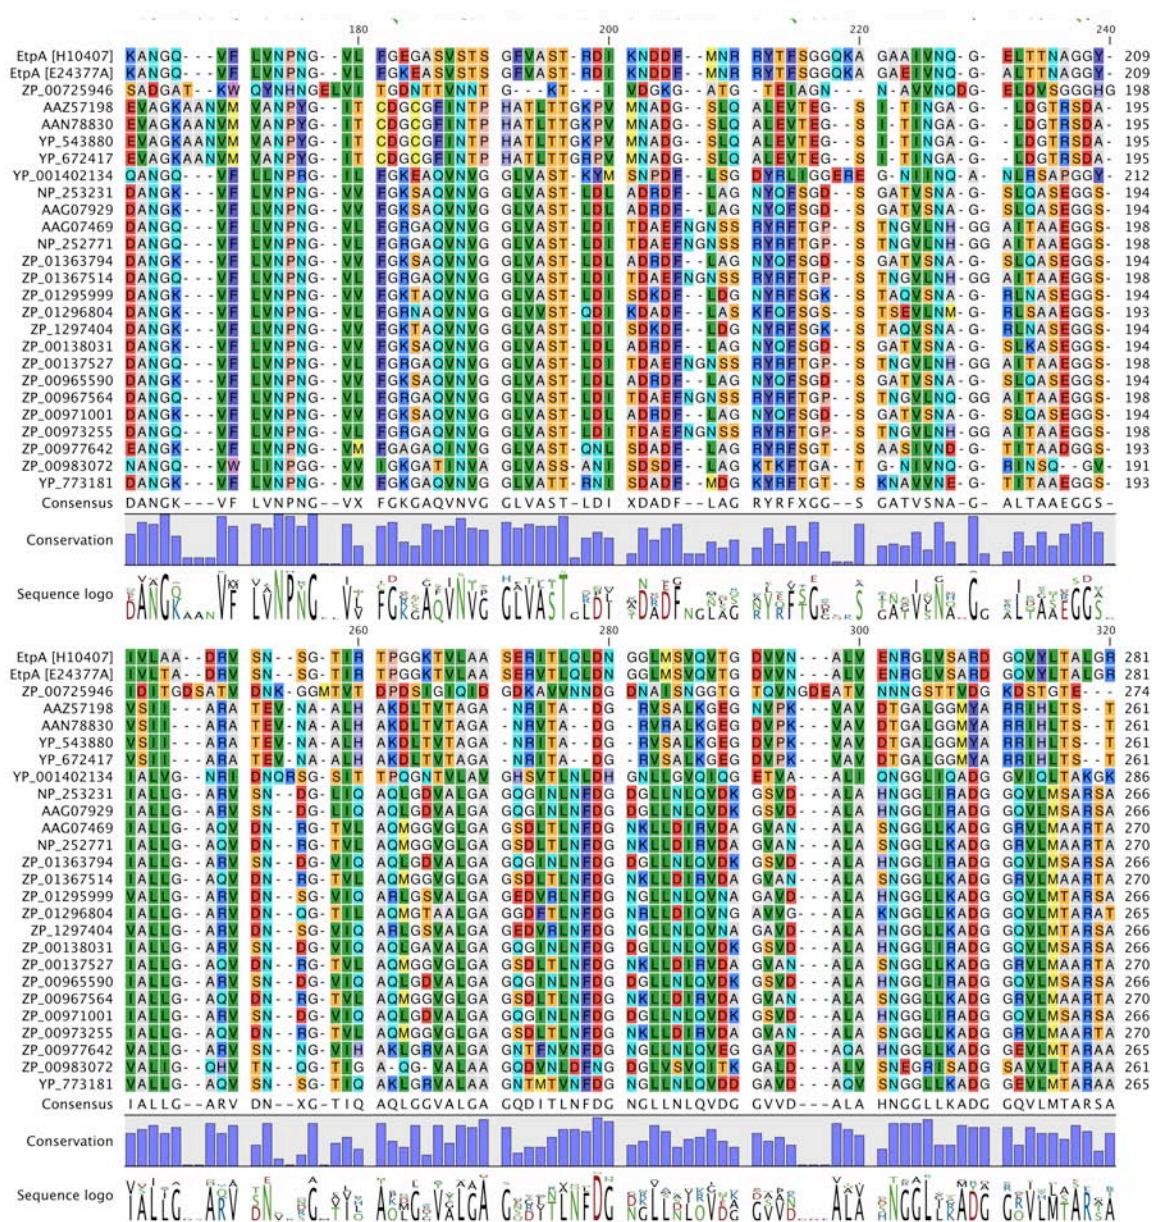 180 200 220 240
EtpA [H10407] KANGQ---VF LVNPNG--VL FGEGASVSTS GFVAST-RDI KNDDF--MNR RYTFSGGQKA GAAIVNQ-G- ELTTNAGGY- 209
EtpA [E24377A] KANGQ---VF LVNPNG--VL FGKEASVSTS GFVAST-RDI KNDDF--MNR RYTFSGGQKA GAEIVNQ-G- ALTTNAGGY- 209
ZP_00725946 SADGAT--KW QYNHNGELVI TGDNTTVNNT G---KT--I VDGKG--ATG -TEIAGN--N -AVVNQDG- ELDVSGGGHG 198
AAZ57198 EVAGKAANVM VANPYG--IT CDGCGFINTP HATLTTGKPV MNADG--SLQ ALEVTEG--S I-TINGA-G- -LDGTRSDA- 195
AAN78830 EVAGKAANVM VANPYG--IT CDGCGFINTP HATLTTGKPV MNADG--SLQ ALEVTEG--S I-TINGA-G- -LDGTRSDA- 195
YP_543880 EVAGKAANVM VANPYG--IT CDGCGFINTP HATLTTGKPV MNADG--SLQ ALEVTEG--S I-TINGA-G- -LDGTRSDA- 195
YP_672417 EVAGKAANVM VANPYG--IT CDGCGFINTP HATLTTGRPV MNADG--SLQ ALEVTEG--S I-TINGA-G- -LDGTRSDA- 195
YP_001402134 QANGQ---VF LLNPRG--IL FGKEAQVNVG GLVAST-KYM SNPDF--LSG DYRLIGGERE G-NIINQ-A- NLRSAPGGY- 212
NP_253231 DANGK---VF LVNPNG--VV FGKSAQVNVG GLVAST-LDL ADRDF--LAG NYQFSGD--S GATVSNA-G- SLQASEGGS- 194
AAG07929 DANGK---VF LVNPNG--VV FGKSAQVNVG GLVAST-LDL ADRDF--LAG NYQFSGD--S GATVSNA-G- SLQASEGGS- 194
AAG07469 DANGQ---VF LVNPNG--VV FGRGAQVNVG GLVAST-LDI TDAEFNGNSS RYRFTGP--S TNGVLNH-GG AITAAEGGS- 198
NP_252771 DANGQ---VF LVNPNG--VV FGRGAQVNVG GLVAST-LDI TDAEFNGNSS RYRFTGP--S TNGVLNH-GG AITAAEGGS- 198
ZP_01363794 DANGK---VF LVNPNG--VV FGKSAQVNVG GLVAST-LDL ADRDF--LAG NYQFSGD--S GATVSNA-G- SLQASEGGS- 194
ZP_01367514 DANGQ---VF LVNPNG--VV FGRGAQVNVG GLVAST-LDI TDAEFNGNSS RYRFTGP--S TNGVLNH-GG AITAAEGGS- 198
ZP_01295999 DANGK---VF LVNPNG--VV FGKTAQVNVG GLVAST-LDI SDKDF--LDG NYRFSGK--S TAQVSNA-G- RLNASEGGS- 194
ZP_01296804 DANGK---VF LVNPNG--VV FGRNAQVNVG GLVVST-QDI KDADF--LAS GKYRFSGS-G TSEVLNM-G- ALSAAEGGS- 193
ZP_1297404 DANGK---VF LVNPNG--VV FGKTAQVNVG GLVAST-LDI SDKDF--LDG NYRFSGK--S TAQVSNA-G- RLNASEGGS- 194
ZP_00138031 DANGK---VF LVNPNG--VV FGKSAQVNVG GLVAST-LDL ADRDF--LAG NYQFSGD--S GATVSNA-G- SLKASEGGS- 194
ZP_00137527 DANGQ---VF LVNPNG--VV FGRGAQVNVG GLVAST-LDI TDAEFNGNSS RYRFTGP--S TNGVLNH-GG AITAAEGGS- 198
ZP_00965590 DANGK---VF LVNPNG--VV FGKSAQVNVG GLVAST-LDL ADRDF--LAG NYQFSGD--S GATVSNA-G- SLQASEGGS- 194
ZP_00967564 DANGQ---VF LVNPNG--VV FGRGAQVNVG GLVAST-LDI TDAEFNGNSS RYRFTGP--S TNGVLNQ-GG AITAAEGGS- 198
ZP_00971001 DANGK---VF LVNPNG--VV FGKSAQVNVG GLVAST-LDL ADRDF--LAG NYQFSGD--S GATVSNA-G- SLQASEGGS- 194
ZP_00973255 DANGQ---VF LVNPNG--VV FGRGAQVNVG GLVAST-LDI TDAEFNGNSS RYRFTGP--S TNGVLNH-GG AITAAEGGS- 198
ZP_00977642 EANGK---VF LVNPNG--VM FGAGAQVNVG GLVAST-QNL SDADF--LAG RYRFSGT--S AASVIND-G- TITAADGGS- 193
ZP_00983072 NANGQ---VW LINPGG--VV IGKGATINVA GLVASS-ANI SDSDF--LAG KTKFTGA--T G-NIVNQ-G- RINSQ--GV- 191
YP_773181 DANGK---VF LVNPNG--VL FGKGAQVNVG GLVAST-LNI SDADF--MDG KYRFTGT--S CKNAVVNE-G TITAAEGGS- 193
Consensus DANGK---VF LVNPNG--VX FGKGAQVNVG GLVAST-LDI XDADF--LAG RYRFXGG--S GATVSNA-G- ALTAAEGGS-
Conservation
Sequence logo
260 280 300 320
EtpA [H10407] IVLAA--DRV SN--SG-TIR TPGGKTVLAA SERITLQLDN GGLMSVQVTG DVVN---ALV ENRGLVSARD GQVYLTALGR 281
EtpA [E24377A] IVLTA--DRV SN--SG-TIR TPGGKTVLAA SERITLQLDN GGLMSVQVTG DVVN---ALV ENRGLVSARD GQVYLTALGR 281
ZP_00725946 IDITGDSATV DNK-GGMTVT DPDSIGIQID GDKAVVNNDG DNAISNGGTG TQVNGDEATV NNNGSTTVDG KDSTGTE--- 274
AAZ57198 VSII---ARA TEV-NA-ALH AKDLTVTAGA -NRITA--DG -RVSALKGEG NVPK---VAV DTGALGGMYA RRIHLTS--T 261
AAN78830 VSII---ARA TEV-NA-ALH AKDLTVTAGA -NRVTA--DG -RVSALKGEG DVPK---VAV DTGALGGMYA RRIHLTS--T 261
YP_543880 VSII---ARA TEV-NA-ALH AKDLTVTAGA -NRITA--DG -RVSALKGEG DVPK---VAV DTGALGGMYA RRIHLTS--T 261
YP_672417 VSII---ARA TEV-NA-ALH AKDLTVTAGA -NRITA--DG -RVSALKGEG DVPK---VAV DTGALGGMYA RRIHLTS--T 261
YP_001402134 IALVG--NRI DNQRSG-SIT TPQGNTVLAV GHSVTLNLDH GNLLGVQIQG ETVA---ALI QNGGLIQADG GVIQLTAKGK 286
NP_253231 IALLG--ARV SN--DG-LIQ AQLGDVALGA GQGINLNFDG DGLLNLQVDK GSVD---ALA HNGGLIRADG GQVLMSARSA 266
AAG07929 IALLG--ARV SN--DG-LIQ AQLGDVALGA GQGINLNFDG DGLLNLQVDK GSVD---ALA HNGGLIRADG GQVLMSARSA 266
AAG07469 IALLG--AQV DN--RG-TVL AQMGGVGLGA GSDLTLNFDG NKLLDIRVDA GVAN---ALA SNGGLLKADG GRVLMAARTA 270
NP_252771 IALLG--AQV DN--RG-TVL AQMGGVGLGA GSDLTLNFDG NKLLDIRVDA GVAN---ALA SNGGLLKADG GRVLMAARTA 270
ZP_01363794 IALLG--ARV SN--DG-VIQ AQLGDVALGA GQGINLNFDG DGLLNLQVDK GSVD---ALA HNGGLIRADG GQVLMSARSA 266
ZP_01367514 IALLG--AQV DN--RG-TVL AQMGGVGLGA GSDLTLNFDG NKLLDIRVDA GVAN---ALA SNGGLLKADG GRVLMAARTA 270
ZP_01295999 VALLG--ARV DN--SG-VIQ ARLGSVALGA GEDVRLNFDG NGLLNLQVNA GAVD---ALA SNGGLLKADG GQVLMTARSA 266
ZP_01296804 IALLG--ARV DN--QG-TIL AQMGTAALGA GGDFTLNFDG NRLLDIQVNG AVVG---ALA KNGGLLKADG GQVLMTARAT 265
ZP_1297404 VALLG--ARV DN--SG-VIQ ARLGSVALGA GEDVRLNFDG NGLLNLQVNA GAVD---ALA SNGGLLKADG GQVLMTARSA 266
ZP_00138031 IALLG--ARV SN--DG-VIQ AQLGAVALGA GQGINLNFDG DGLLNLQVDK GSVD---ALA HNGGLIRADG GQVLMSARSA 266
ZP_00137527 IALLG--AQV DN--RG-TVL AQMGGVGLGA GSDLTLNFDG NKLLDIRVDA GVAN---ALA SNGGLLKADG GRVLMAARTA 270
ZP_00965590 IALLG--ARV SN--DG-VIQ AQLGDVALGA GQGINLNFDG DGLLNLQVDK GSVD---ALA HNGGLIRADG GQVLMSARSA 266
ZP_00967564 IALLG--AQV DN--RG-TVL AQMGGVGLGA GSDLTLNFDG NKLLDIRVDA GVAN---ALA SNGGLLKADG GRVLMAARTA 270
ZP_00971001 IALLG--ARV SN--DG-VIQ AQLGDVALGA GQGINLNFDG DGLLNLQVDK GSVD---ALA HNGGLIRADG GQVLMSARSA 266
ZP_00973255 IALLG--AQV DN--RG-TVL AQMGGVGLGA GSDLTLNFDG NKLLDIRVDA GVAN---ALA SNGGLLKADG GRVLMAARTA 270
ZP_00977642 VALLG--ARV SN--NG-VIH AKLGRVALGA GNTFNVNFDG NGLLNLQVEG GAVD---AQA HNGGLLKADG GEVLMTARAA 265
ZP_00983072 VALIG--QHV TN--QG-TIG A-QG-VALAA GNDVNLDFNG DGLVSVQITK GALD---ALV SNEGRISADG SAVVLTARSA 261
YP_773181 VALLG--AQV SN--SG-TIQ AKLGRVALAA GNTMTVNFDG NGLLNLQVDD GAVD---AQV SNGGLLKADG GEVLMTARAA 265
Consensus IALLG--ARV DN--XG-TIQ AQLGGVALGA GQDITLNFDG NGLLNLQVDG GVVD---ALA HNGGLLKADG GQVLMTARSA
Conservation
Sequence logo